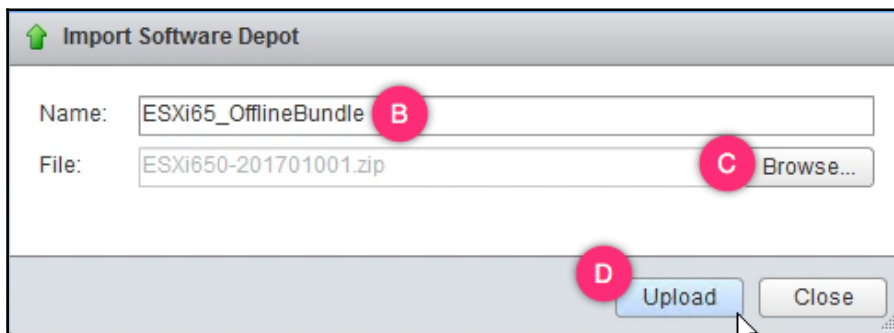 Import Software Depot
Name: ESXi65_OfflineBundle B
File: ESXi650-201701001.zip C Browse...
D
Upload Close